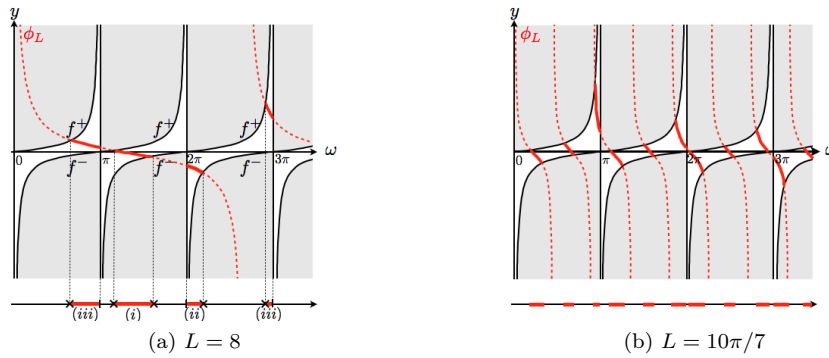 y
φ_L
f⁺ f⁺ f⁺
0 π 2π 3π ω
f⁻ f⁻ f⁻
(iii) (i) (ii) (iii)
(a) L = 8
y
φ_L
0 π 2π 3π ω
(b) L = 10π/7